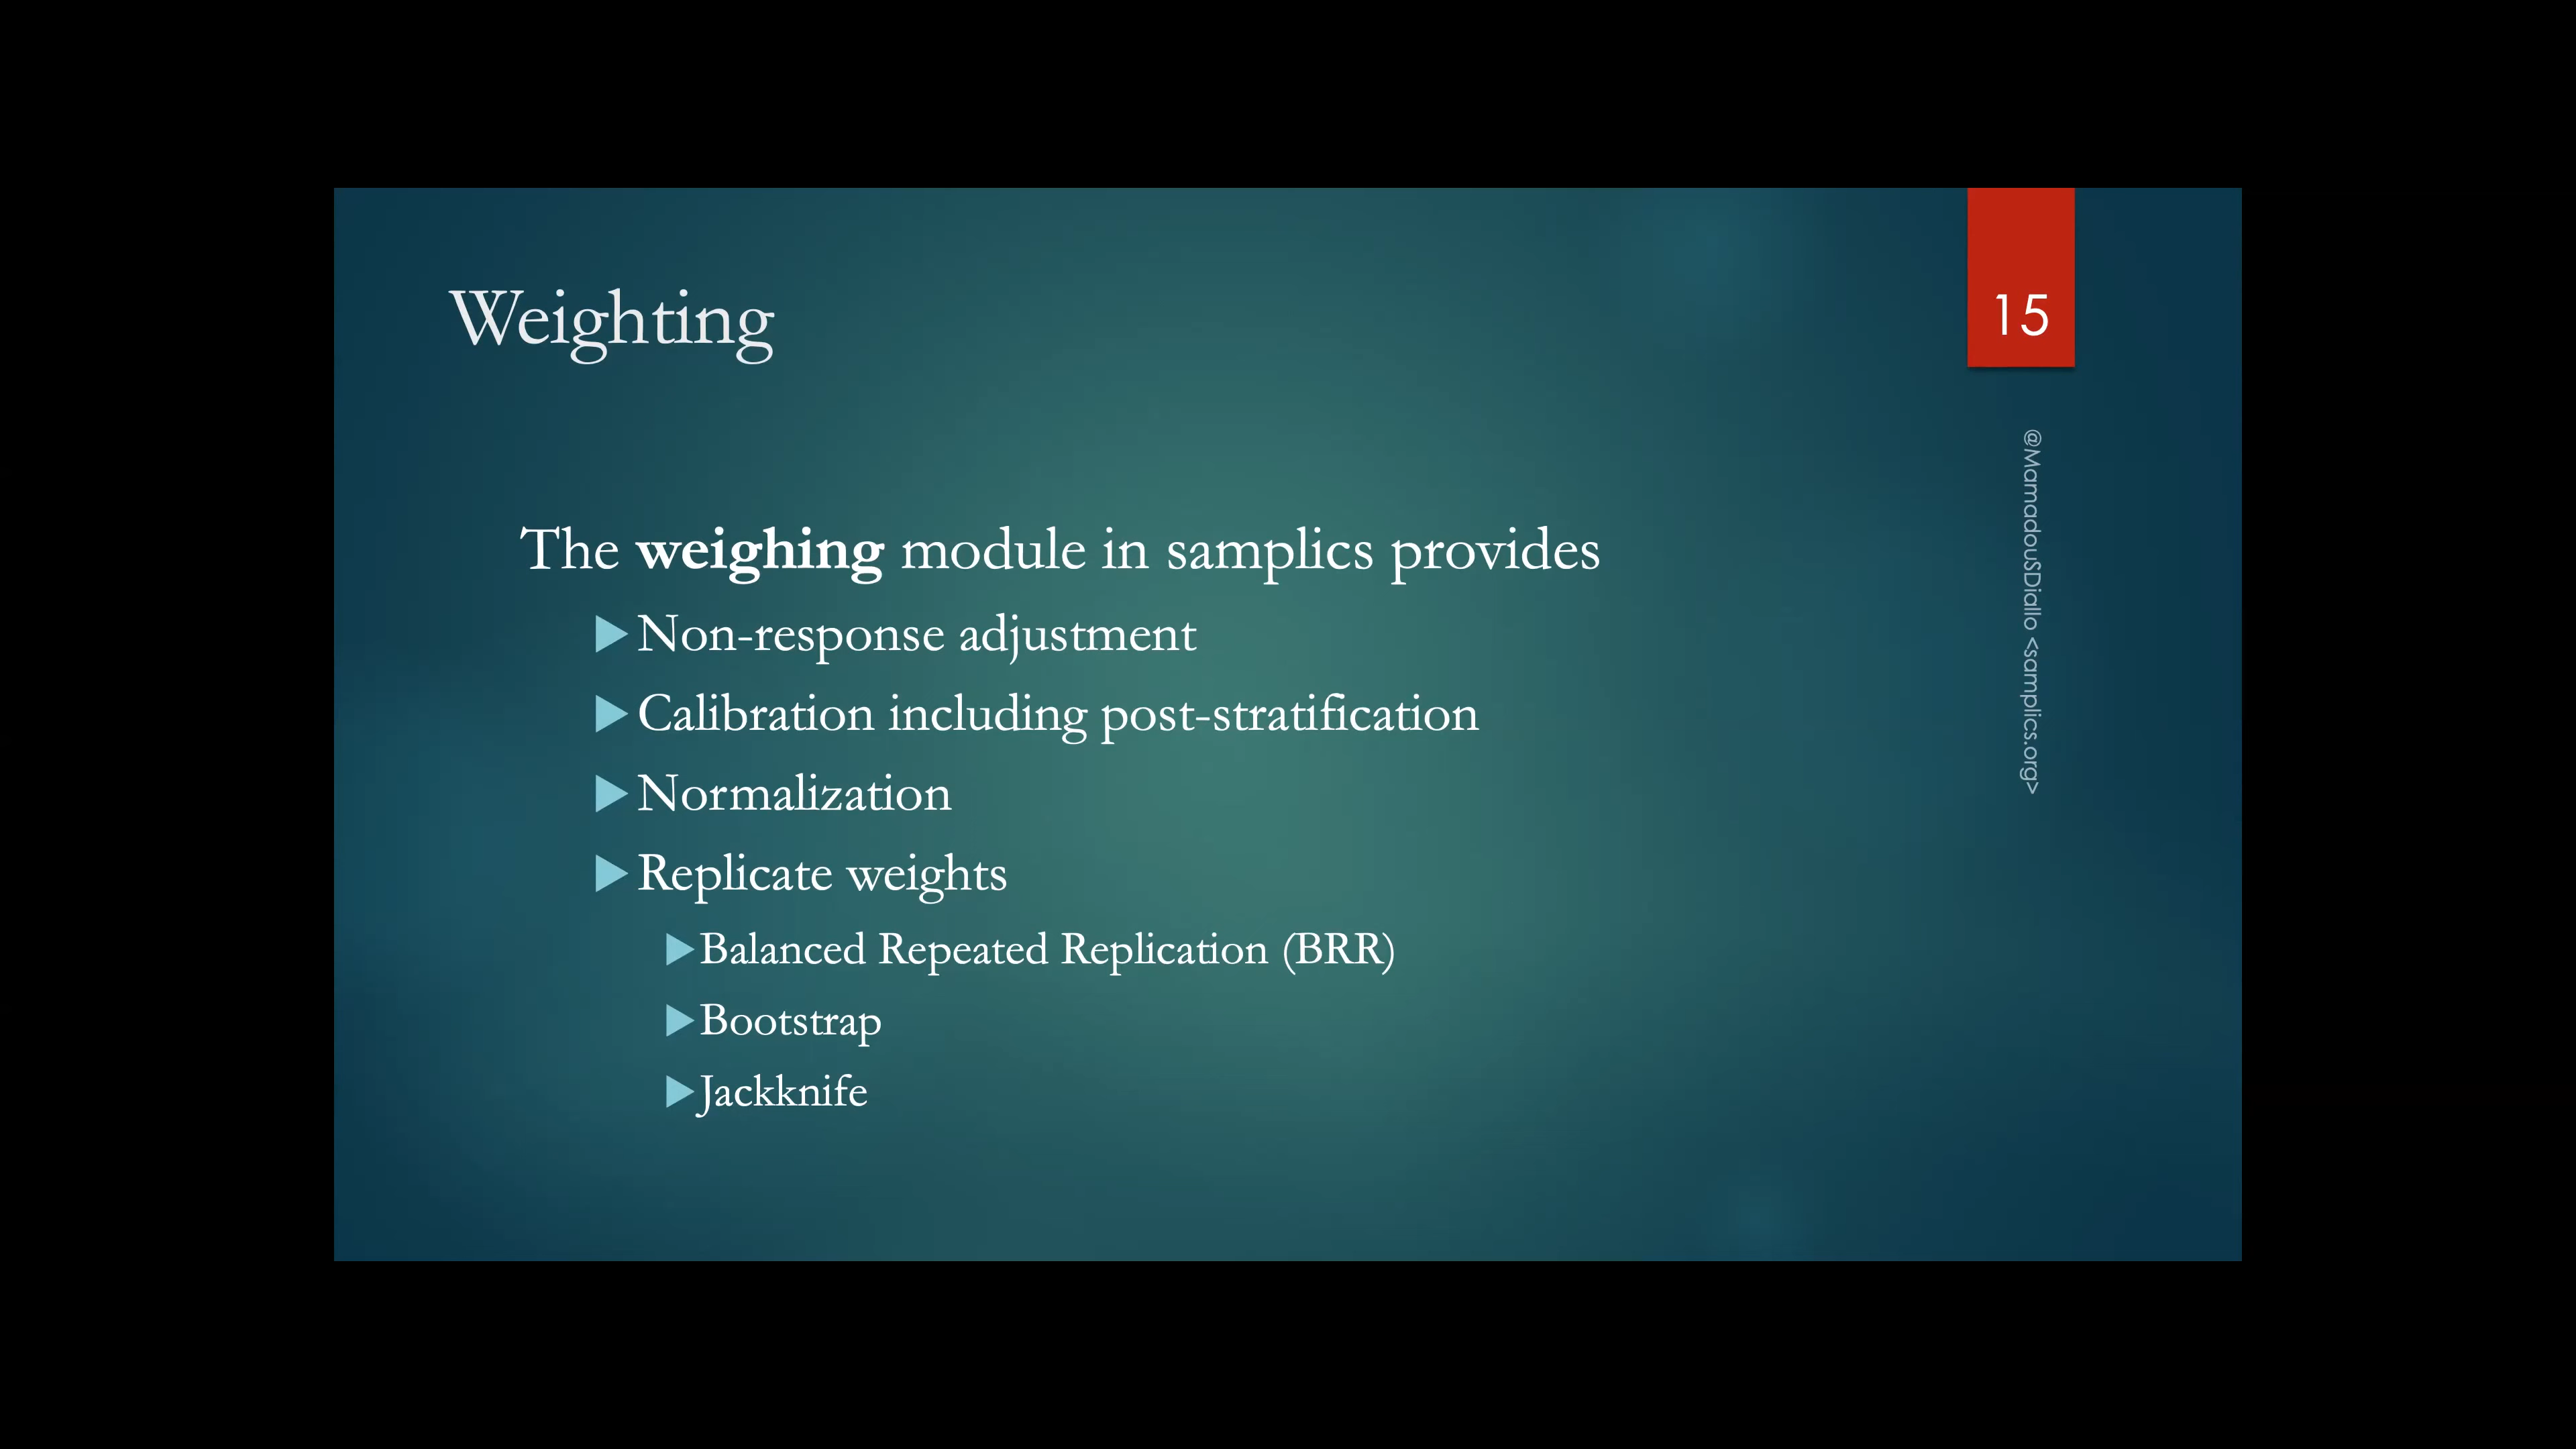 Weighting
15
The weighing module in samplics provides
Non-response adjustment
Calibration including post-stratification
Normalization
Replicate weights
Balanced Repeated Replication (BRR)
Bootstrap
Jackknife
@MamadouSDiallo <samplics.org>